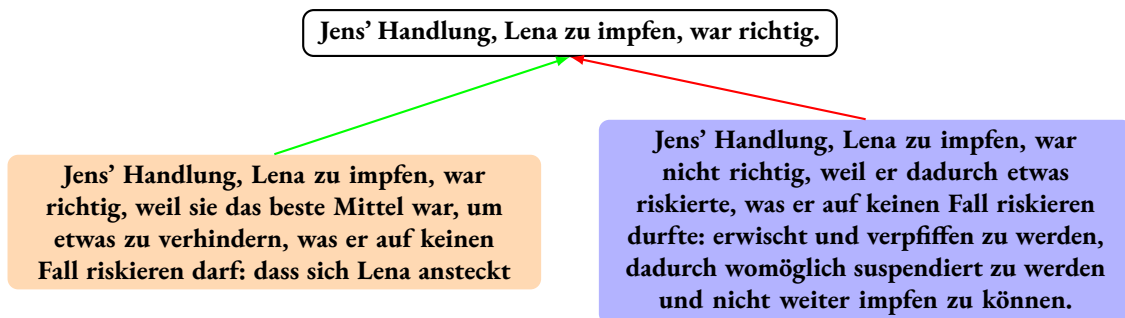 Jens’ Handlung, Lena zu impfen, war richtig.
Jens’ Handlung, Lena zu impfen, war
richtig, weil sie das beste Mittel war, um
etwas zu verhindern, was er auf keinen
Fall riskieren darf: dass sich Lena ansteckt
Jens’ Handlung, Lena zu impfen, war
nicht richtig, weil er dadurch etwas
riskierte, was er auf keinen Fall riskieren
durfte: erwischt und verpfiffen zu werden,
dadurch womöglich suspendiert zu werden
und nicht weiter impfen zu können.